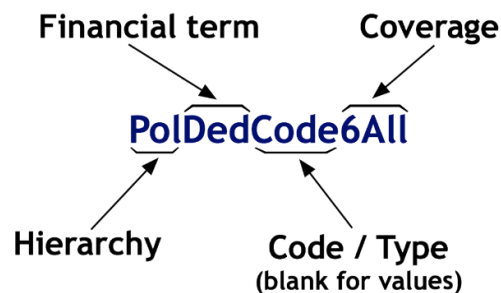 Financial term
Coverage
PolDedCode6All
Hierarchy
Code / Type
(blank for values)